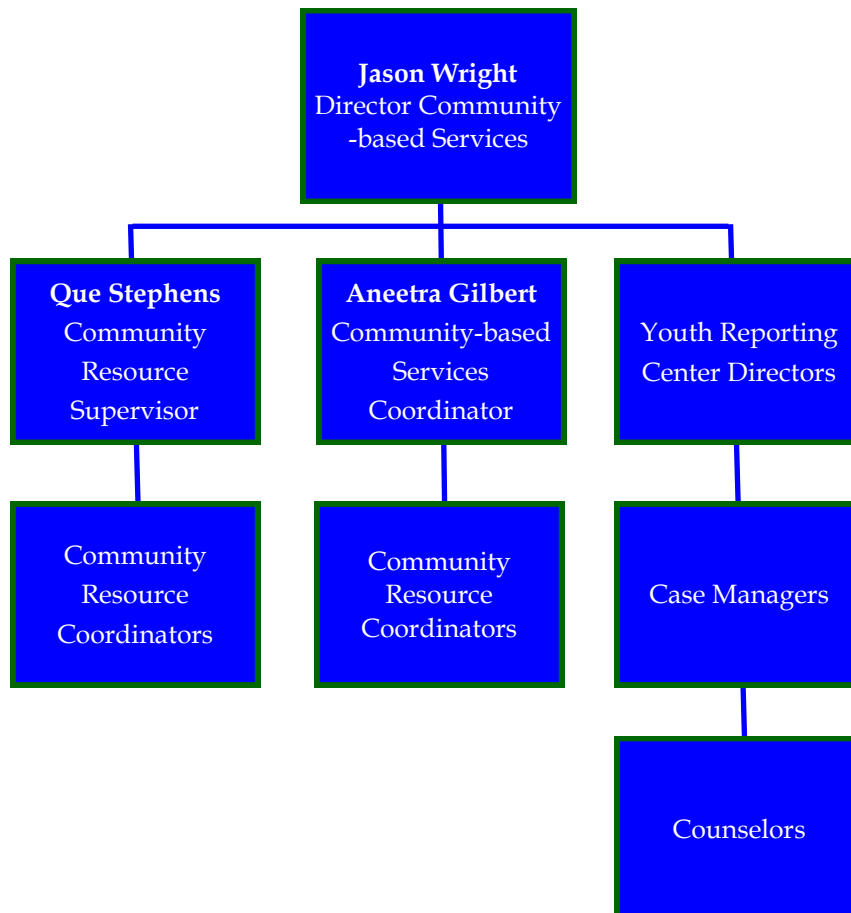 Jason Wright
Director Community
-based Services
Que Stephens
Community
Resource
Supervisor
Aneetra Gilbert
Community-based
Services
Coordinator
Youth Reporting
Center Directors
Community
Resource
Coordinators
Community
Resource
Coordinators
Case Managers
Counselors